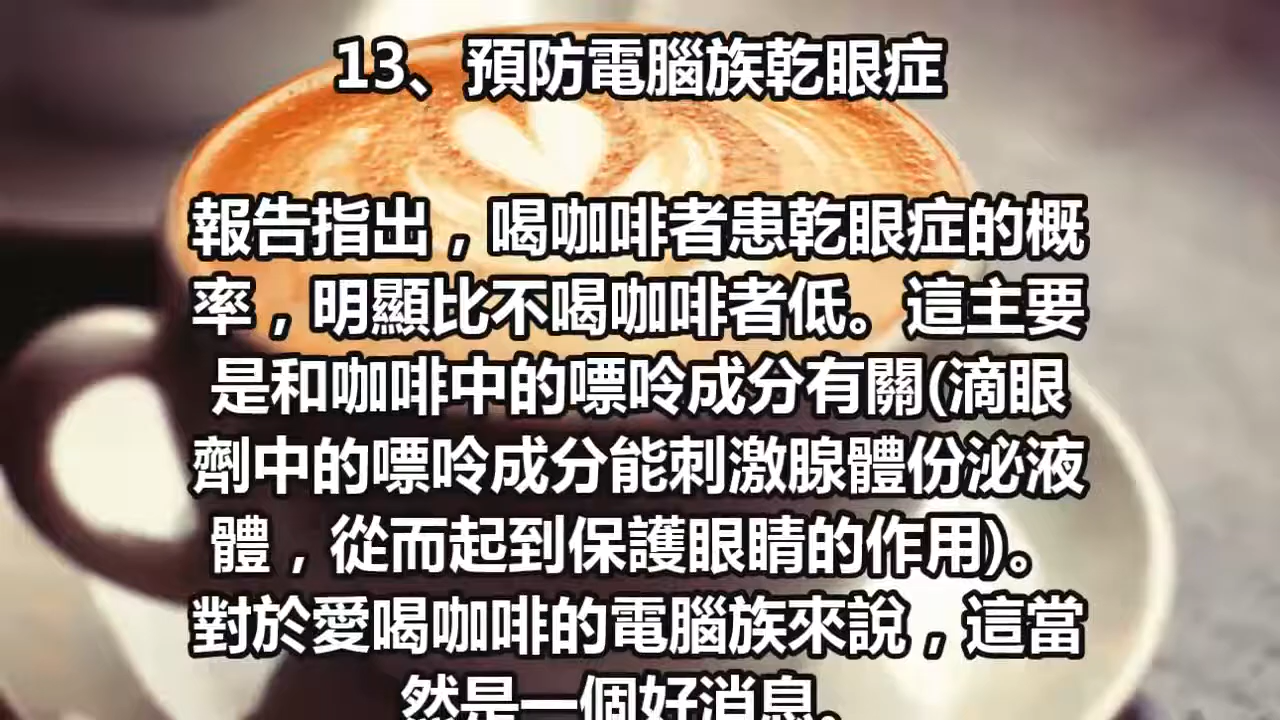 13、預防電腦族乾眼症
報告指出，喝咖啡者患乾眼症的概
率，明顯比不喝咖啡者低。這主要
是和咖啡中的嘌呤成分有關(滴眼
劑中的嘌呤成分能刺激腺體份泌液
體，從而起到保護眼睛的作用)。
對於愛喝咖啡的電腦族來說，這當
然是一個好消息。